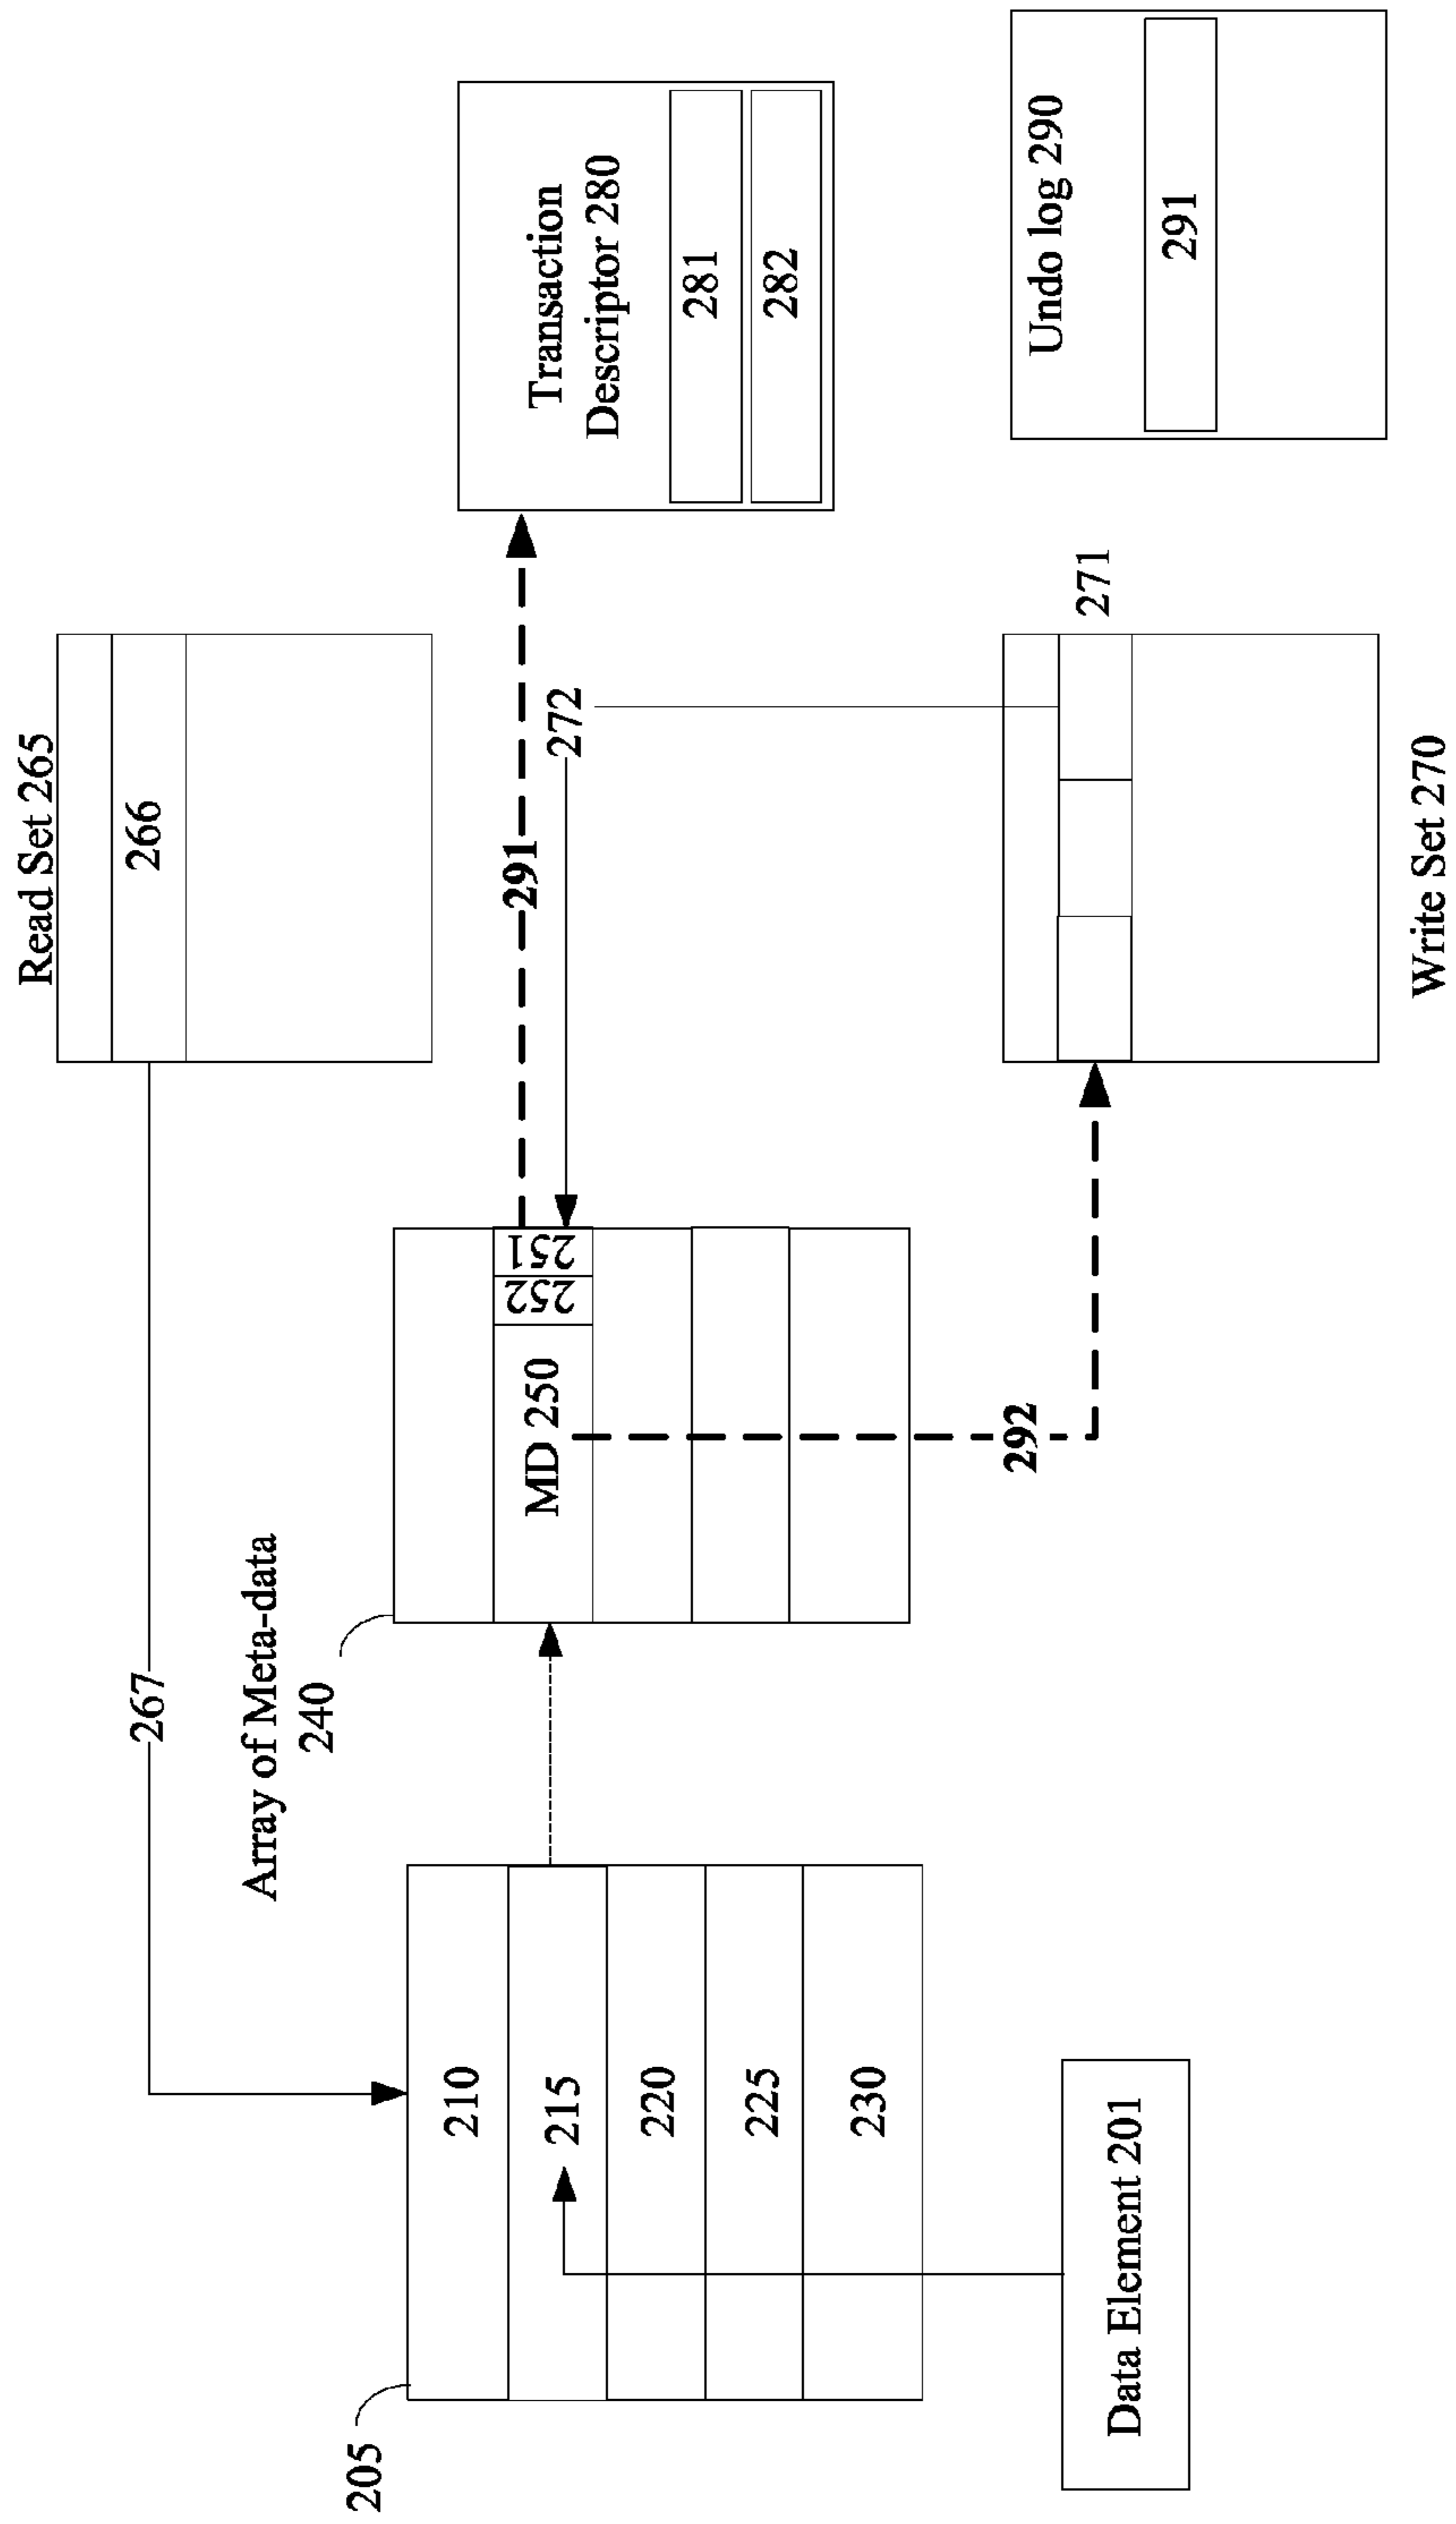 Read Set 265
266
267
Array of Meta-data
240
205
210
215
220
225
230
Data Element 201
MD 250
252
251
291
272
292
Transaction
Descriptor 280
281
282
271
Write Set 270
Undo log 290
291